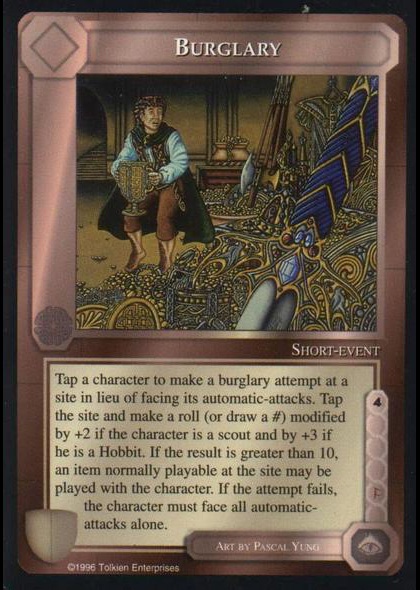 BURGLARY
SHORT-EVENT
Tap a character to make a burglary attempt at a
site in lieu of facing its automatic-attacks. Tap
the site and make a roll (or draw a #) modified
by +2 if the character is a scout and by +3 if
he is a Hobbit. If the result is greater than 10,
an item normally playable at the site may be
played with the character. If the attempt fails,
the character must face all automatic-
attacks alone.
4
ART BY PASCAL YUNG
©1996 Tolkien Enterprises